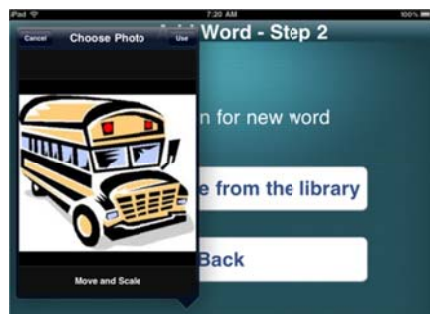 iPad 7:20 AM 100%
Cancel Choose Photo Use
Word - Step 2
n for new word
e from the library
Back
Move and Scale